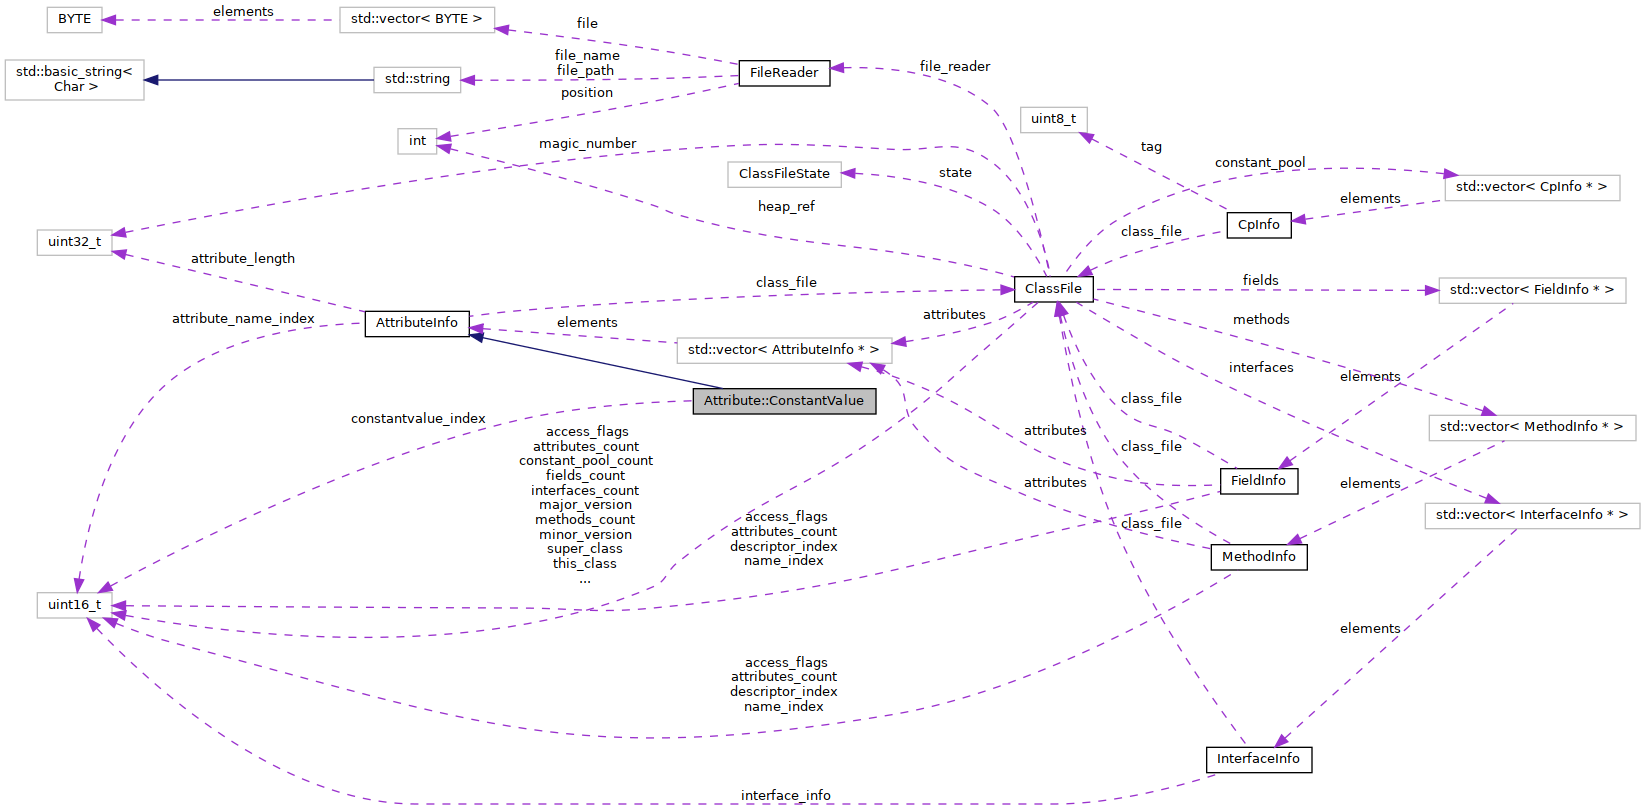 BYTE
elements
std::vector< BYTE >
file
std::basic_string<
Char >
std::string
file_name
file_path
FileReader
file_reader
position
int
uint8_t
magic_number
tag
ClassFileState
state
constant_pool
std::vector< CpInfo * >
elements
heap_ref
CpInfo
class_file
uint32_t
attribute_length
class_file
ClassFile
fields
std::vector< FieldInfo * >
attribute_name_index
AttributeInfo
elements
attributes
methods
std::vector< AttributeInfo * >
interfaces
elements
Attribute::ConstantValue
class_file
constantvalue_index
std::vector< MethodInfo * >
access_flags
attributes_count
constant_pool_count
fields_count
interfaces_count
major_version
methods_count
minor_version
super_class
this_class
...
attributes
class_file
FieldInfo
attributes
elements
std::vector< InterfaceInfo * >
access_flags
attributes_count
descriptor_index
name_index
class_file
MethodInfo
uint16_t
elements
access_flags
attributes_count
descriptor_index
name_index
InterfaceInfo
interface_info